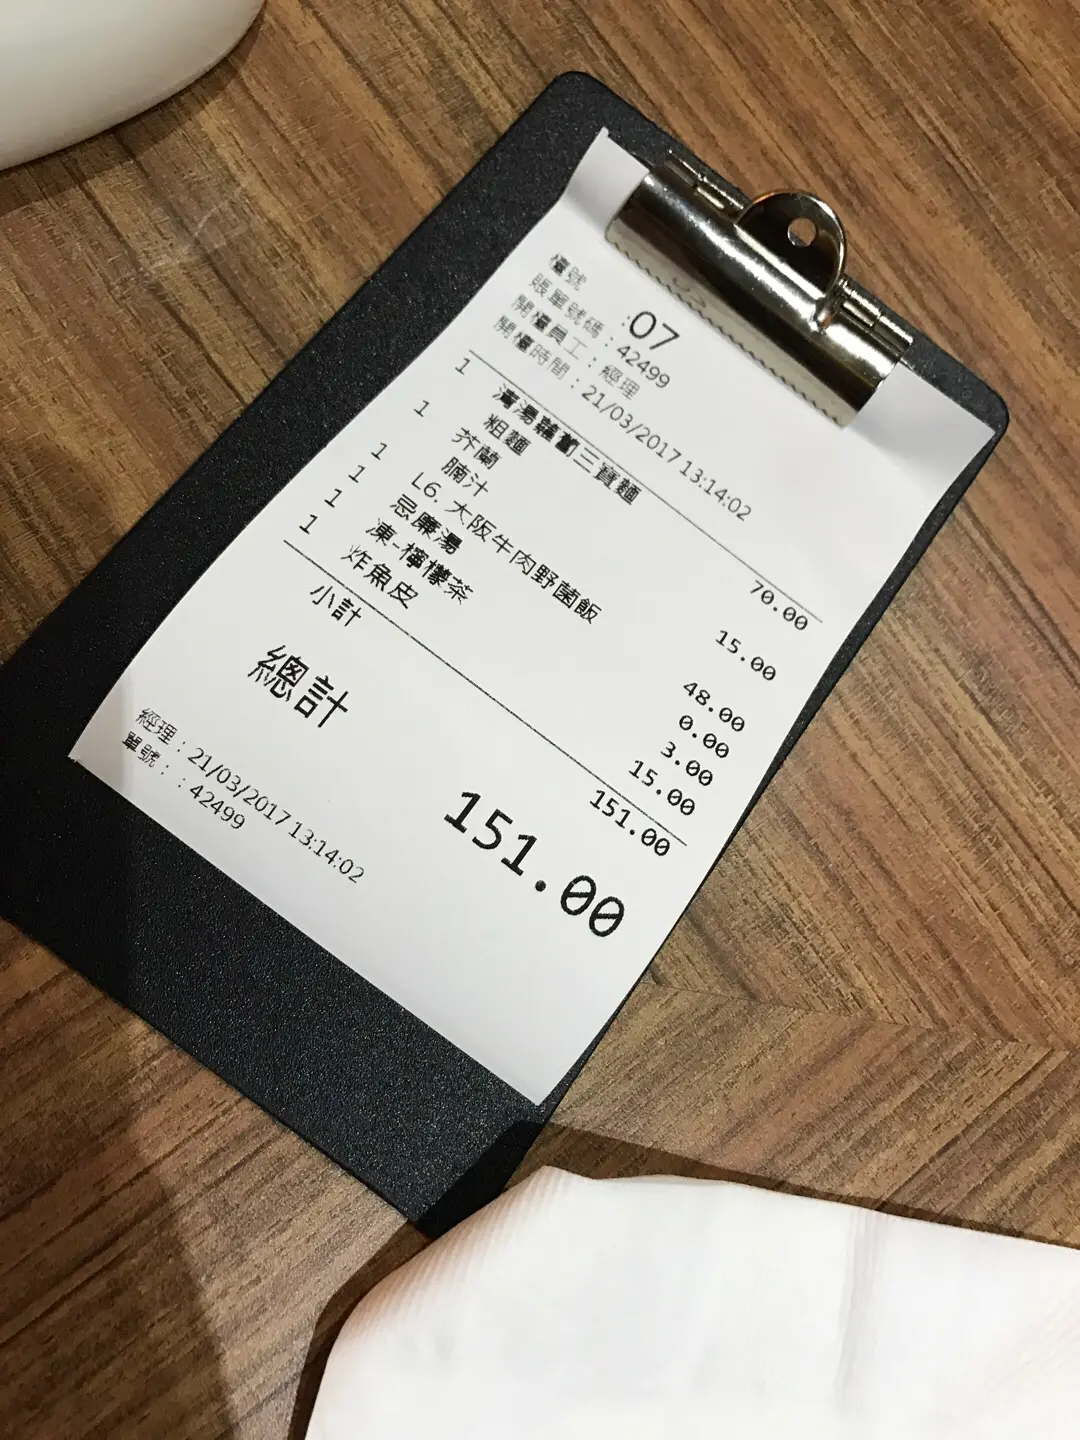 檯號 :07
賬單號碼：42499
開檯員工：經理
開檯時間：21/03/2017 13:14:02
1 清湯蘿蔔三寶麵 70.00
粗麵
1 芥蘭 15.00
腩汁
1 L6. 大阪牛肉野菌飯 48.00
1 忌廉湯 0.00
1 凍-檸檬茶 3.00
1 炸魚皮 15.00
小計 151.00
總計 151.00
經理：21/03/2017 13:14:02
單號：：42499